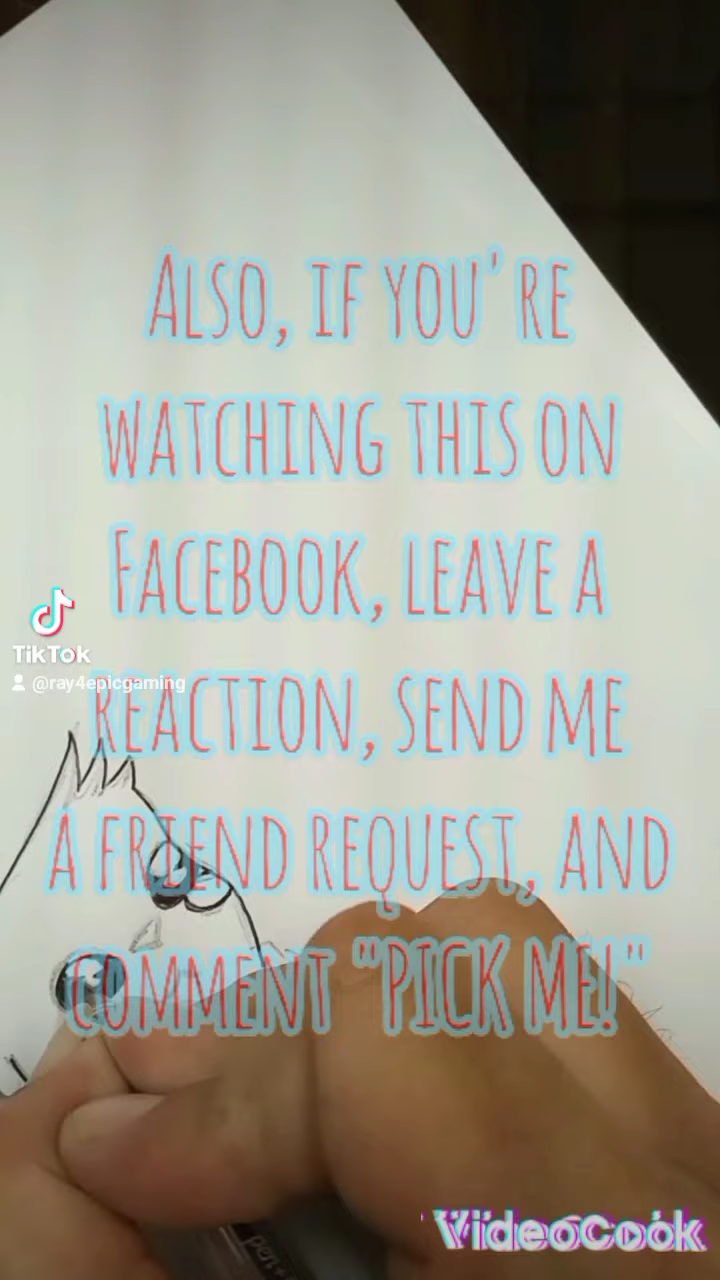 Also, if you're
watching this on
Facebook, leave a
TikTok
@ray4epicgaming
reaction, send me
a friend request, and
comment "PICK ME!"
pen
VideoCook